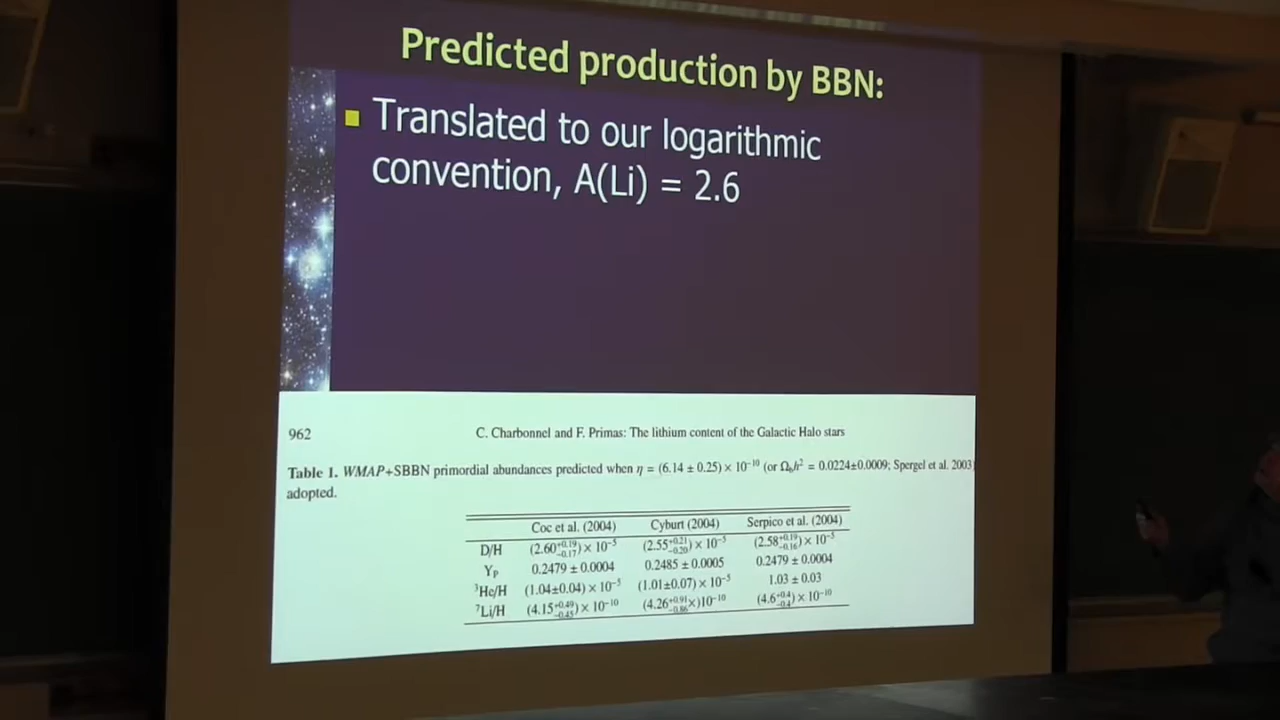 Predicted production by BBN:
Translated to our logarithmic
convention, A(Li) = 2.6
962 C. Charbonnel and F. Primas: The lithium content of the Galactic Halo stars
Table 1. WMAP+SBBN primordial abundances predicted when η = (6.14 ± 0.25) × 10⁻¹⁰ (or Ω_bh² = 0.0224±0.0009; Spergel et al. 2003)
adopted.
Coc et al. (2004) Cyburt (2004) Serpico et al. (2004)
D/H (2.60⁺⁰·¹⁹₋₀.₁₇) × 10⁻⁵ (2.55⁺⁰·²¹₋₀.₂₀) × 10⁻⁵ (2.58⁺⁰·¹⁹₋₀.₁₆) × 10⁻⁵
Y_P 0.2479 ± 0.0004 0.2485 ± 0.0005 0.2479 ± 0.0004
³He/H (1.04±0.04) × 10⁻⁵ (1.01±0.07) × 10⁻⁵ 1.03 ± 0.03
⁷Li/H (4.15⁺⁰·⁴⁹₋₀.₄₅) × 10⁻¹⁰ (4.26⁺⁰·⁹¹₋₀.₈₆×)10⁻¹⁰ (4.6⁺⁰·⁴₋₀.₄) × 10⁻¹⁰